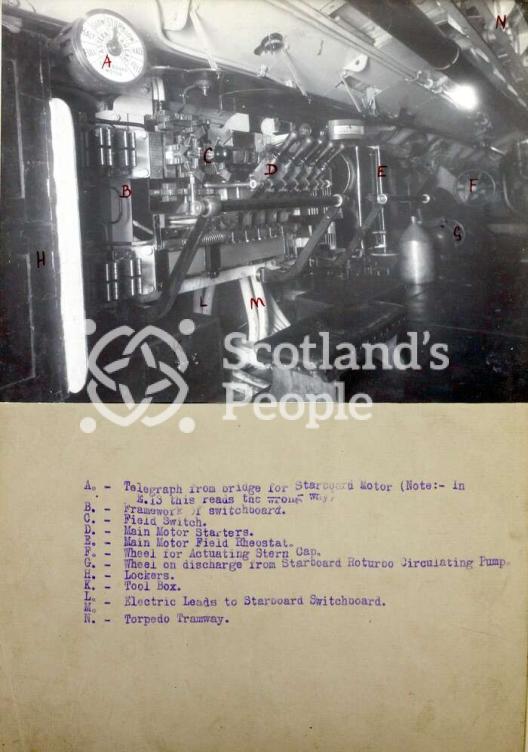 A
N
C
D
E
B
F
G
H
L
M
Scotland's
People
A. - Telegraph from bridge for Starboard Motor (Note:- In
E.13 this reads the wrong way)
B. - Framework of switchboard.
C. - Field Switch.
D. - Main Motor Starters.
E. - Main Motor Field Rheostat.
F. - Wheel for Actuating Stern Cap.
G. - Wheel on discharge from Starboard Roturbo Circulating Pump.
H. - Lockers.
K. - Tool Box.
L. - Electric Leads to Starboard Switchboard.
M.
N. - Torpedo Tramway.